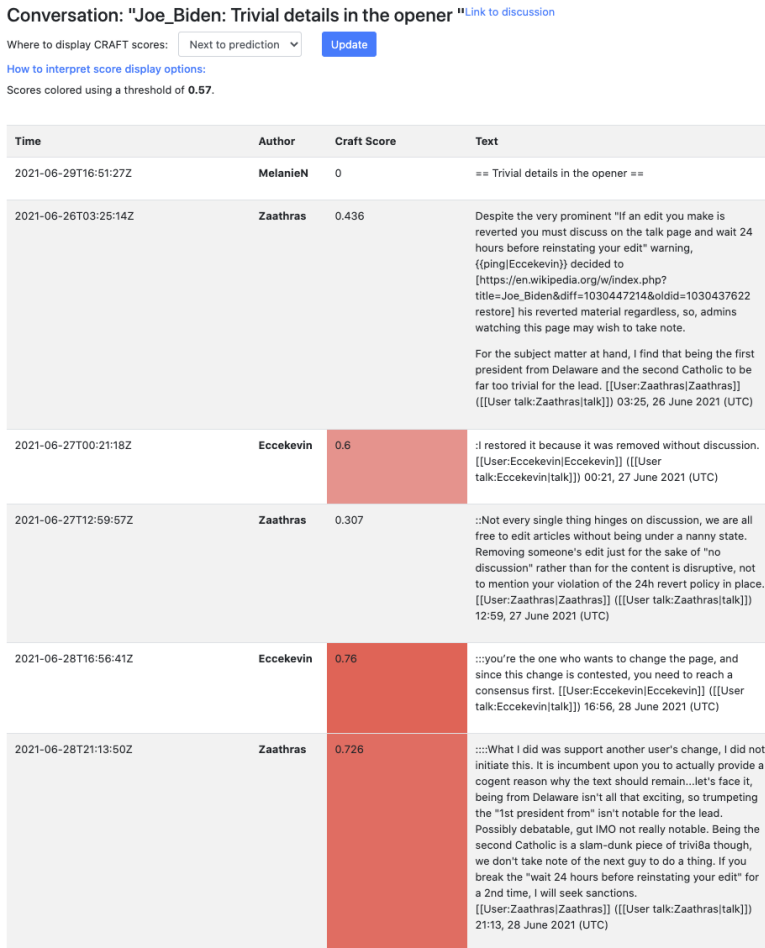 Conversation: "Joe_Biden: Trivial details in the opener "Link to discussion
Where to display CRAFT scores: Next to prediction Update
How to interpret score display options:
Scores colored using a threshold of 0.57.
Time Author Craft Score Text
2021-06-29T16:51:27Z MelanieN 0 == Trivial details in the opener ==
2021-06-26T03:25:14Z Zaathras 0.436 Despite the very prominent "If an edit you make is
reverted you must discuss on the talk page and wait 24
hours before reinstating your edit" warning,
{{ping|Eccekevin}} decided to
[https://en.wikipedia.org/w/index.php?
title=Joe_Biden&diff=1030447214&oldid=1030437622
restore] his reverted material regardless, so, admins
watching this page may wish to take note.
For the subject matter at hand, I find that being the first
president from Delaware and the second Catholic to be
far too trivial for the lead. [[User:Zaathras|Zaathras]]
([[User talk:Zaathras|talk]]) 03:25, 26 June 2021 (UTC)
2021-06-27T00:21:18Z Eccekevin 0.6 :I restored it because it was removed without discussion.
[[User:Eccekevin|Eccekevin]] ([[User
talk:Eccekevin|talk]]) 00:21, 27 June 2021 (UTC)
2021-06-27T12:59:57Z Zaathras 0.307 ::Not every single thing hinges on discussion, we are all
free to edit articles without being under a nanny state.
Removing someone's edit just for the sake of "no
discussion" rather than for the content is disruptive, not
to mention your violation of the 24h revert policy in place.
[[User:Zaathras|Zaathras]] ([[User talk:Zaathras|talk]])
12:59, 27 June 2021 (UTC)
2021-06-28T16:56:41Z Eccekevin 0.76 :::you're the one who wants to change the page, and
since this change is contested, you need to reach a
consensus first. [[User:Eccekevin|Eccekevin]] ([[User
talk:Eccekevin|talk]]) 16:56, 28 June 2021 (UTC)
2021-06-28T21:13:50Z Zaathras 0.726 ::::What I did was support another user's change, I did not
initiate this. It is incumbent upon you to actually provide a
cogent reason why the text should remain...let's face it,
being from Delaware isn't all that exciting, so trumpeting
the "1st president from" isn't notable for the lead.
Possibly debatable, gut IMO not really notable. Being the
second Catholic is a slam-dunk piece of trivi8a though,
we don't take note of the next guy to do a thing. If you
break the "wait 24 hours before reinstating your edit" for
a 2nd time, I will seek sanctions.
[[User:Zaathras|Zaathras]] ([[User talk:Zaathras|talk]])
21:13, 28 June 2021 (UTC)